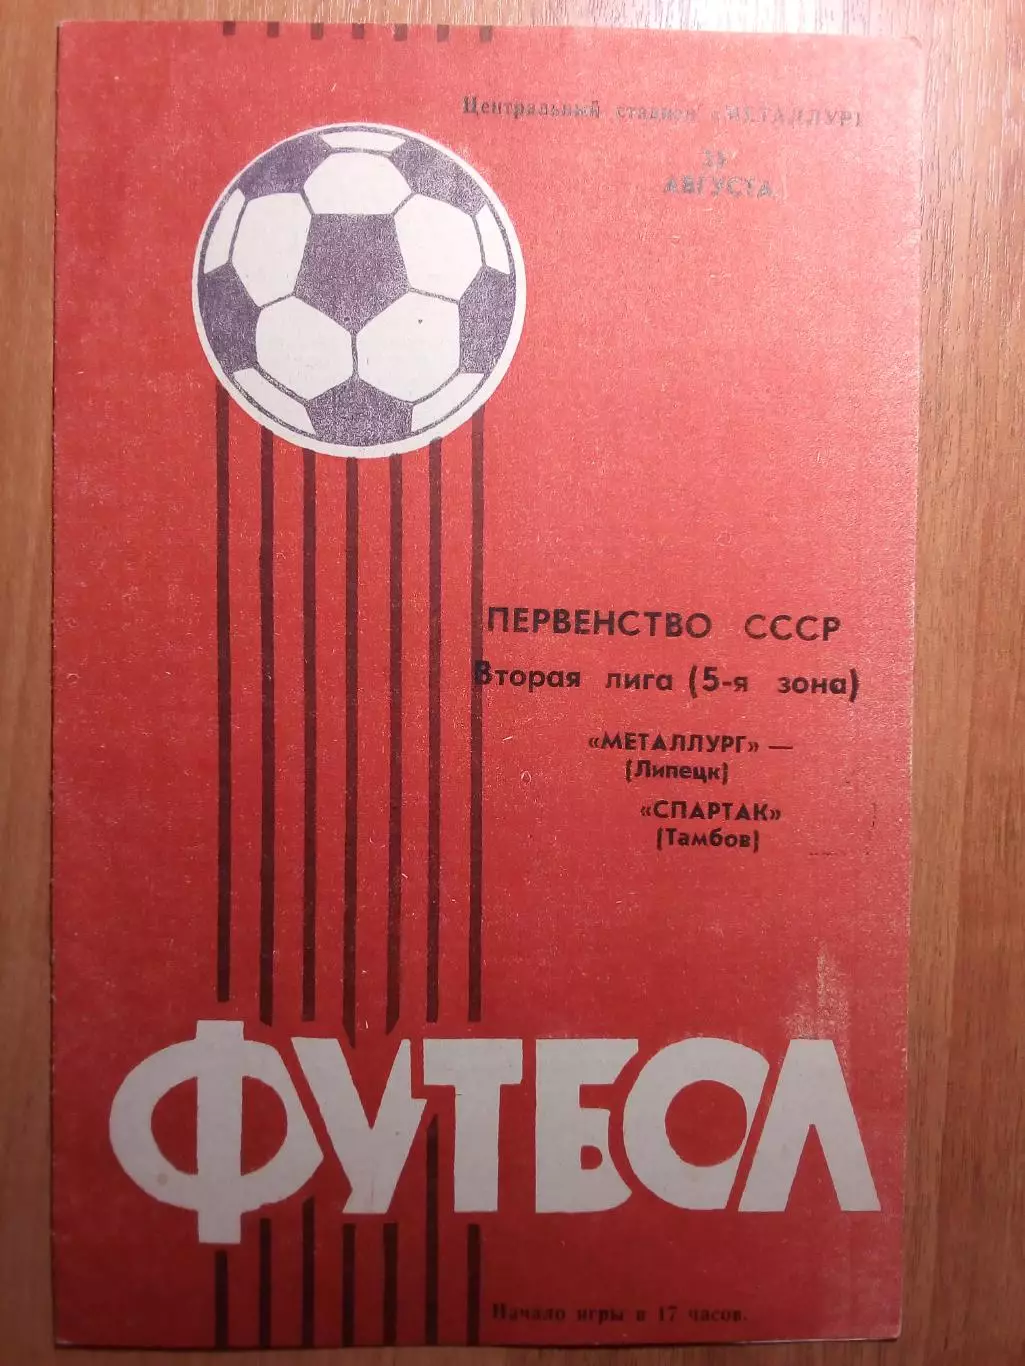 Центральный стадион «МЕТАЛЛУРГ
АВГУСТА
ПЕРВЕНСТВО СССР
Вторая лига (5-я зона)
«МЕТАЛЛУРГ» —
(Липецк)
«СПАРТАК»
(Тамбов)
ФУТБОЛ
Начало игры в 17 часов.